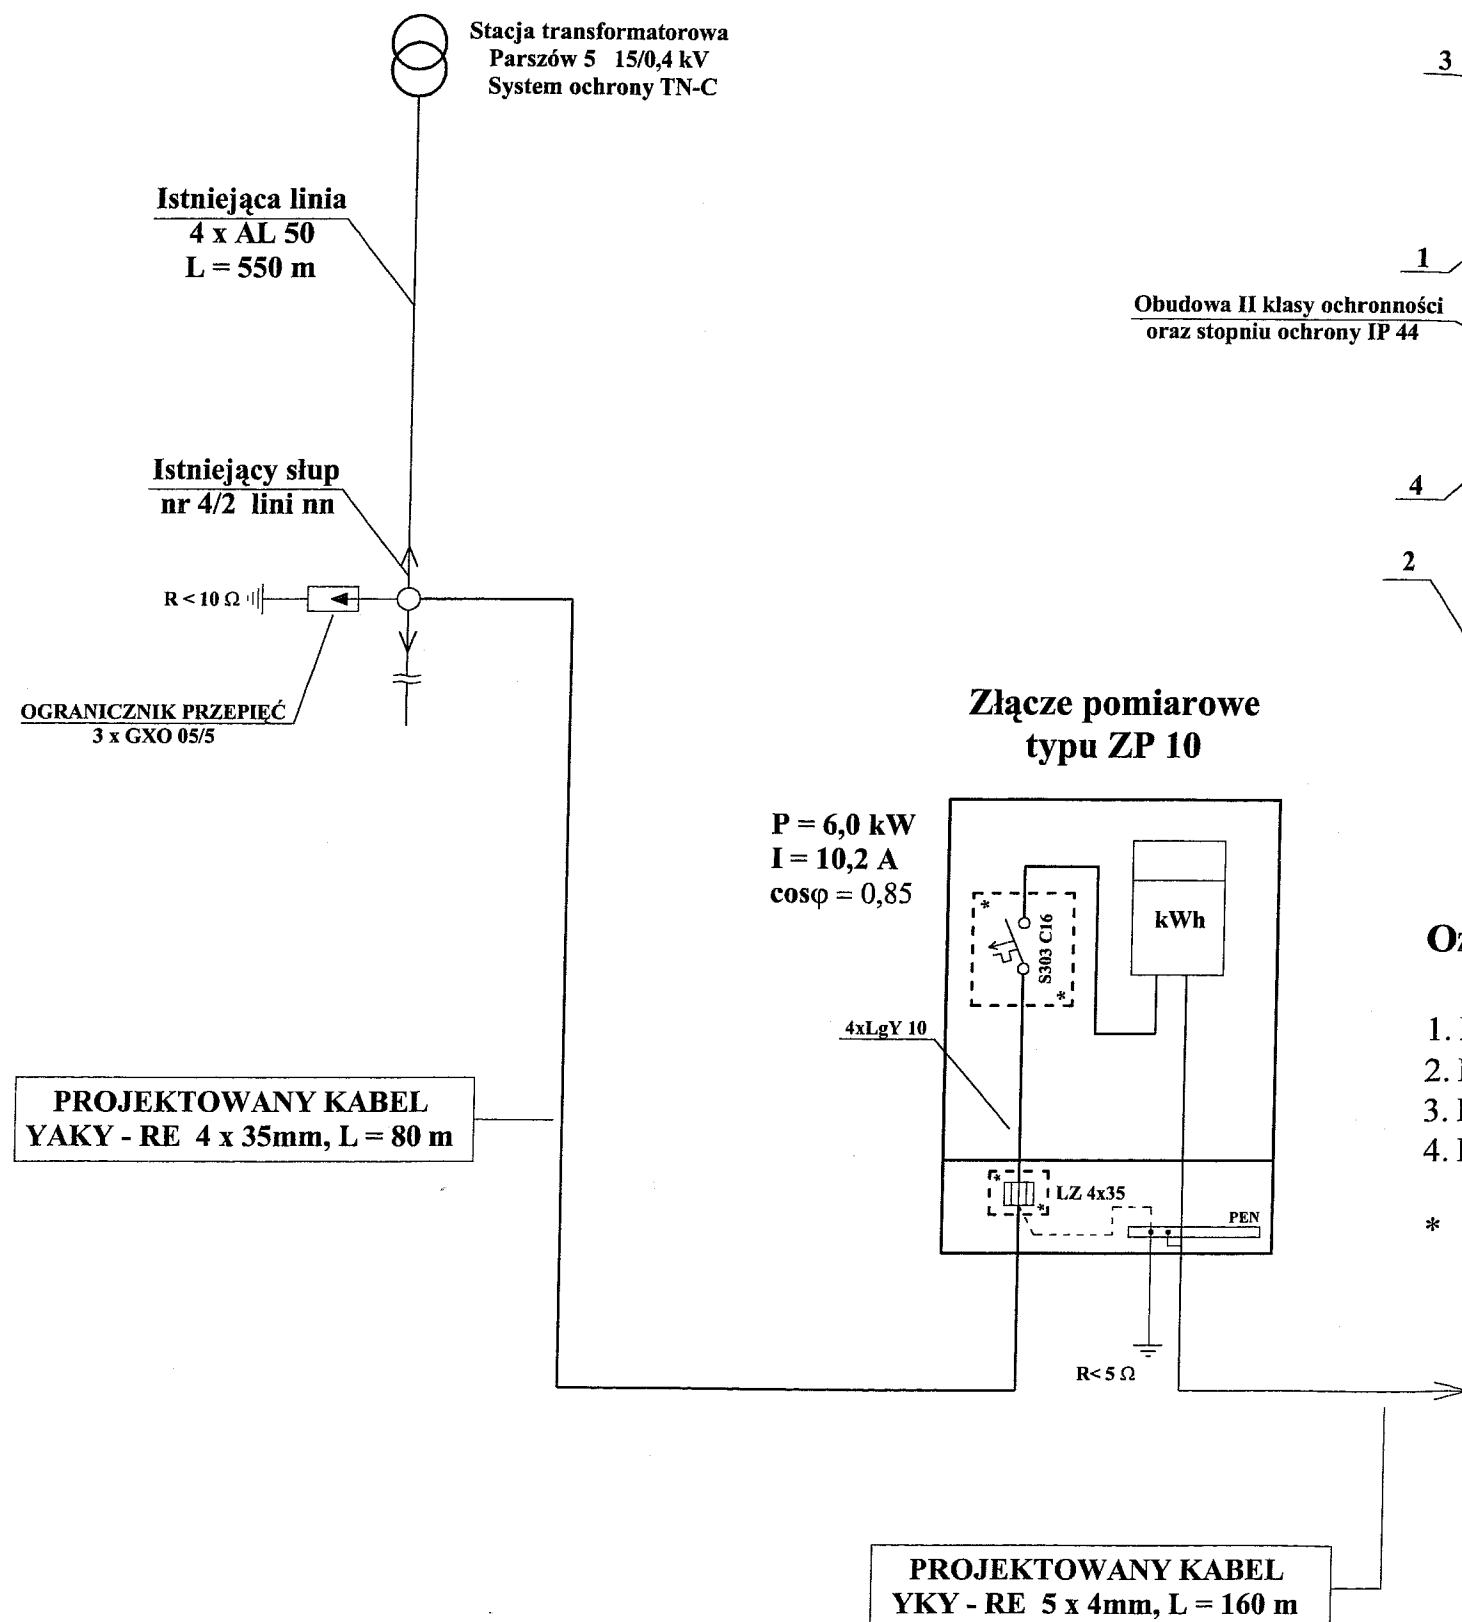 Stacja transformatorowa
Parszów 5 15/0,4 kV
System ochrony TN-C
3
Istniejąca linia
4 x AL 50
L = 550 m
1
Obudowa II klasy ochronności
oraz stopniu ochrony IP 44
Istniejący słup
nr 4/2 lini nn
4
2
R < 10 Ω
OGRANICZNIK PRZEPIĘĆ
3 x GXO 05/5
Złącze pomiarowe
typu ZP 10
P = 6,0 kW
I = 10,2 A
cosφ = 0,85
*
S303 C16
*
kWh
4xLgY 10
1.
2.
3.
4.
PROJEKTOWANY KABEL
YAKY - RE 4 x 35mm, L = 80 m
*
LZ 4x35
*
PEN
*
R< 5 Ω
PROJEKTOWANY KABEL
YKY - RE 5 x 4mm, L = 160 m